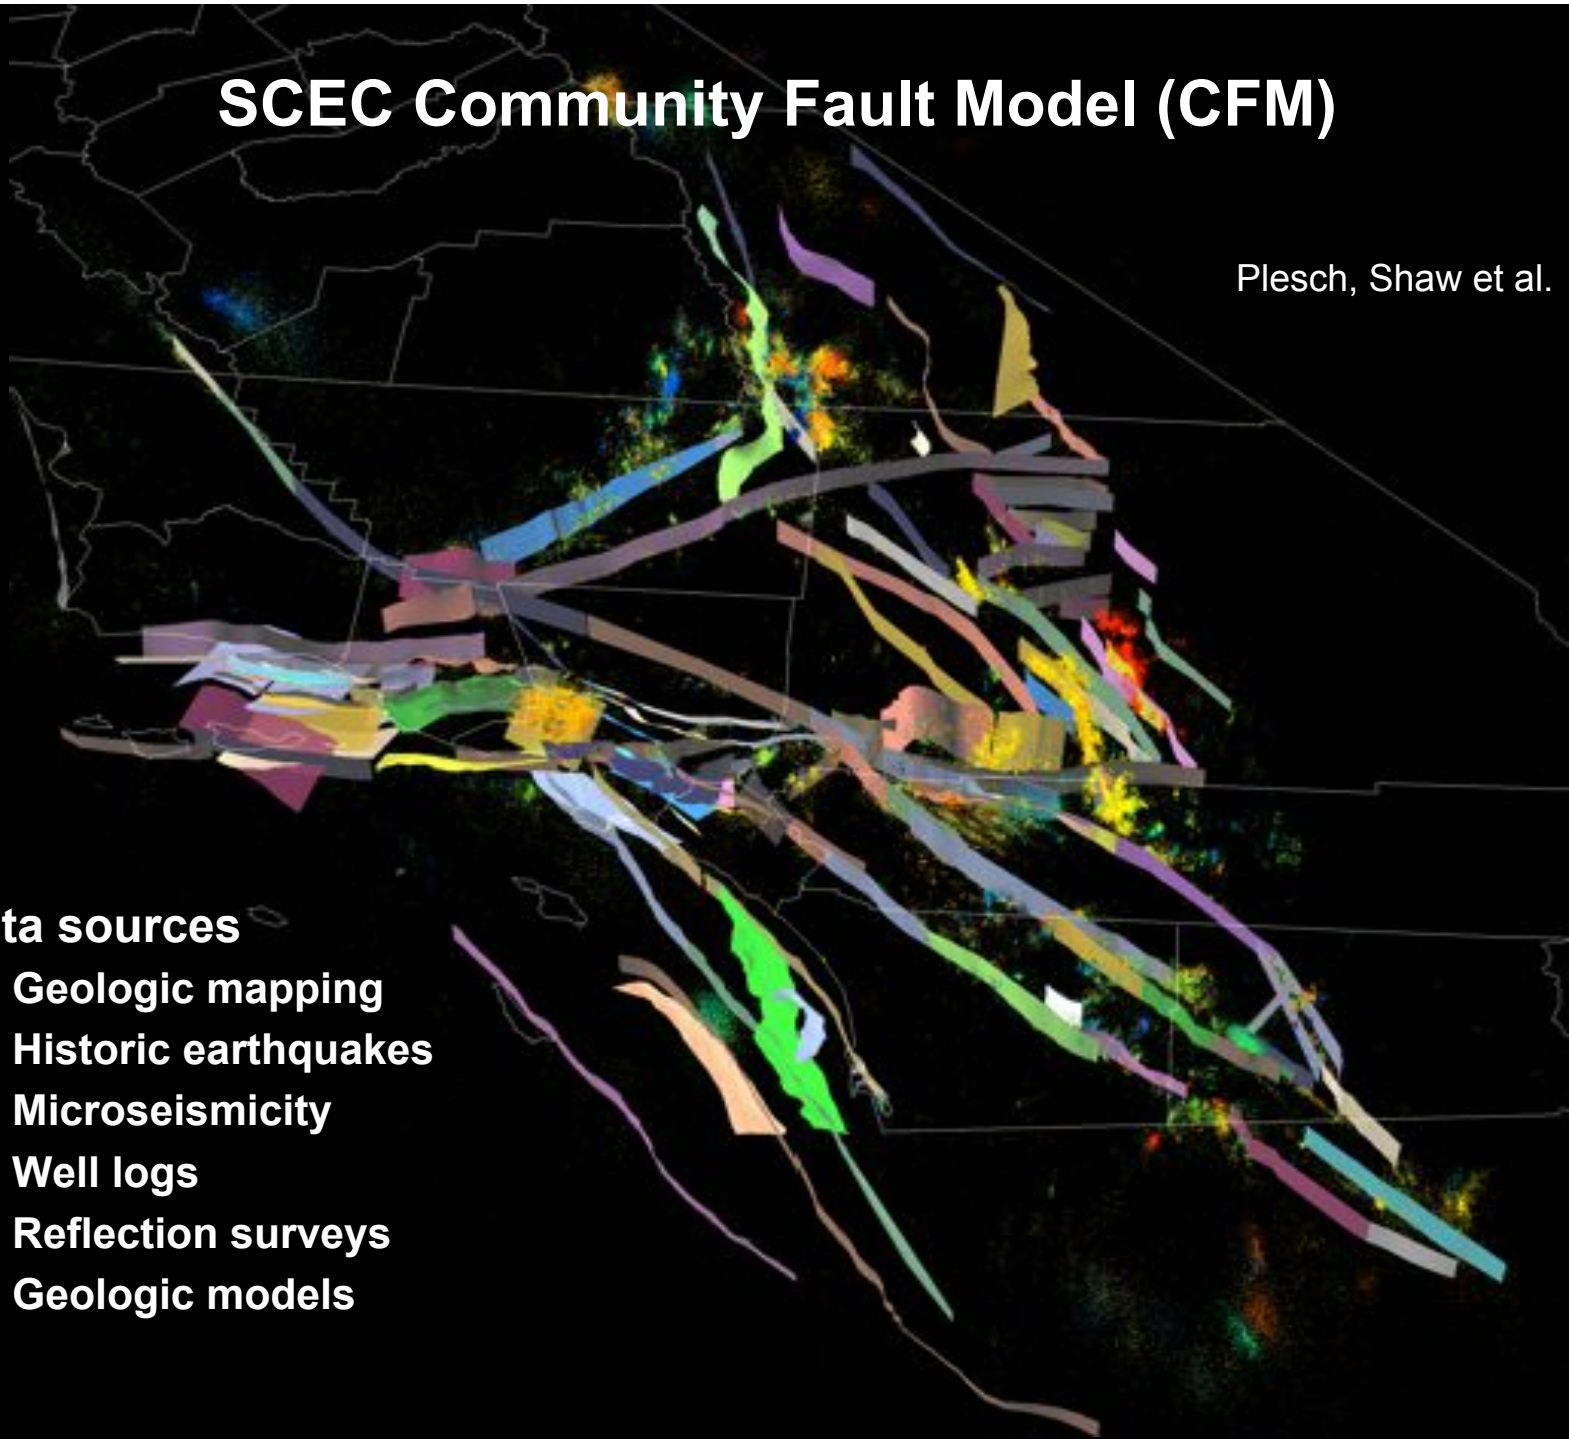 SCEC Community Fault Model (CFM)
Plesch, Shaw et al.
ta sources
Geologic mapping
Historic earthquakes
Microseismicity
Well logs
Reflection surveys
Geologic models